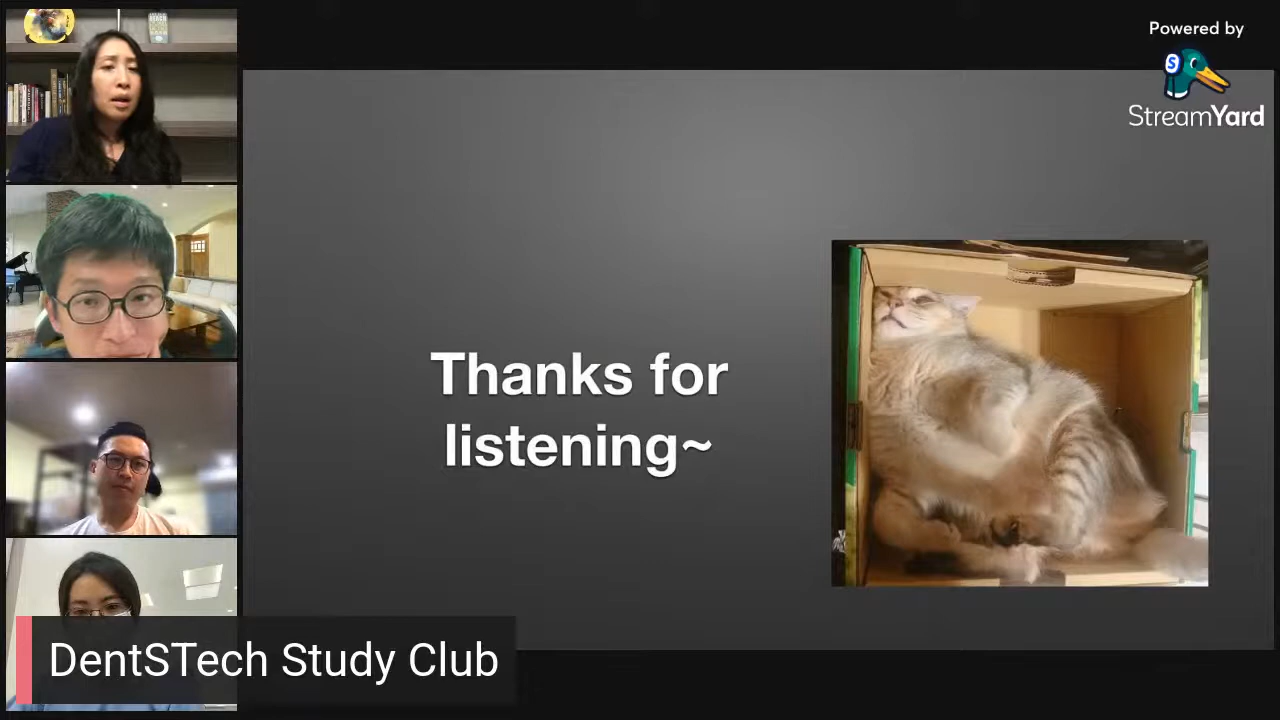 Powered by
S
StreamYard
Thanks for
listening~
DentSTech Study Club